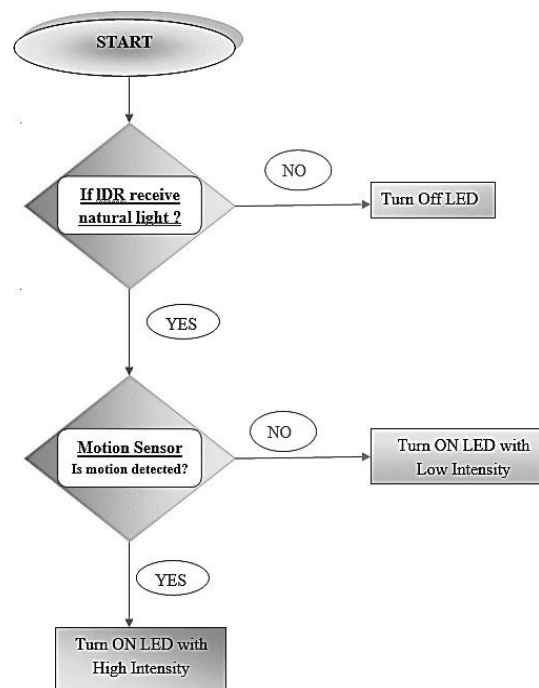 START
If lDR receive
natural light ?
NO
Turn Off LED
YES
Motion Sensor
Is motion detected?
NO
Turn ON LED with
Low Intensity
YES
Turn ON LED with
High Intensity